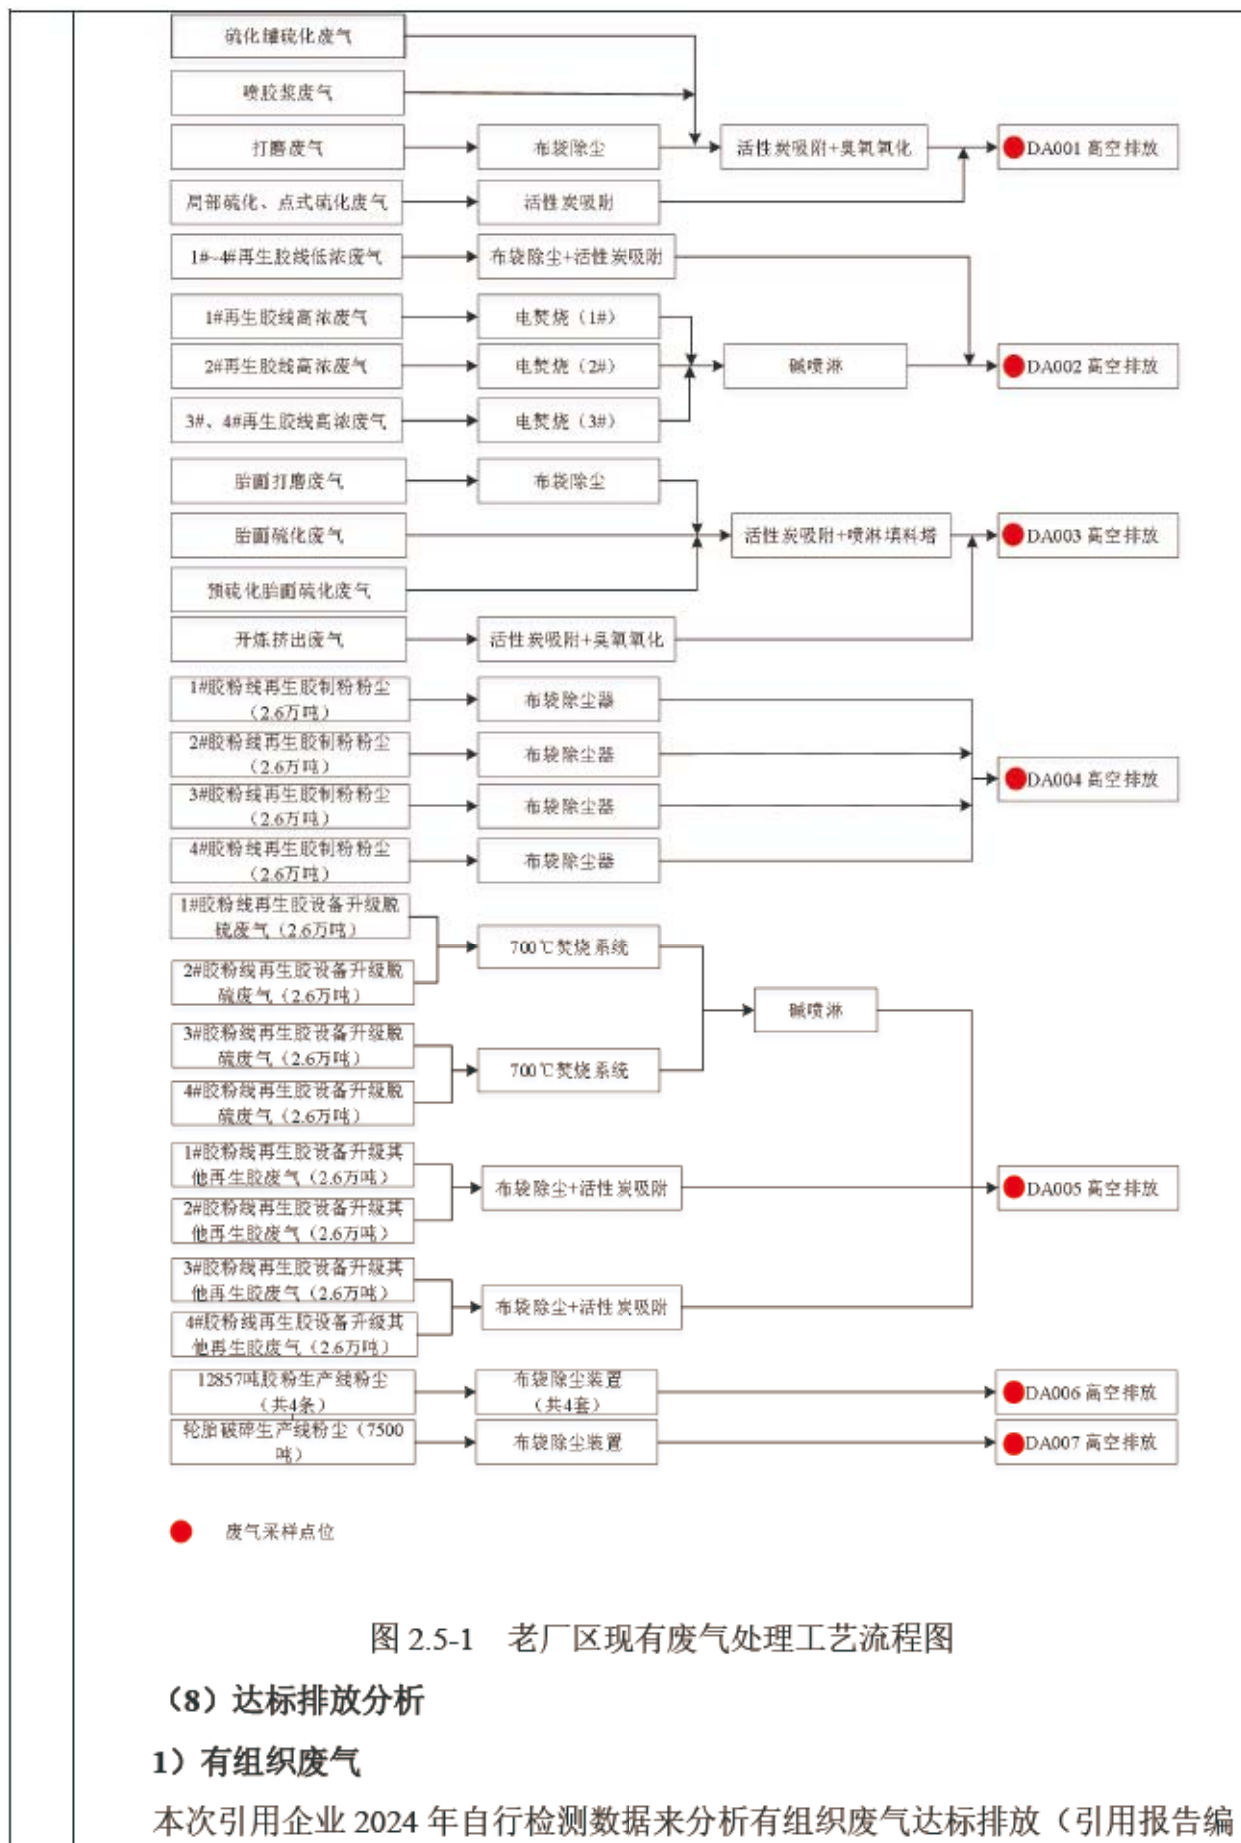 硫化罐硫化废气
喷胶浆废气
打磨废气
布袋除尘
活性炭吸附+臭氧氧化
DA001 高空排放
局部硫化、点式硫化废气
活性炭吸附
1#~4#再生胶线低浓废气
布袋除尘+活性炭吸附
1#再生胶线高浓废气
电焚烧（1#）
2#再生胶线高浓废气
电焚烧（2#）
碱喷淋
DA002 高空排放
3#、4#再生胶线高浓废气
电焚烧（3#）
胎面打磨废气
布袋除尘
胎面硫化废气
活性炭吸附+喷淋填料塔
DA003 高空排放
预硫化胎面硫化废气
开炼挤出废气
活性炭吸附+臭氧氧化
1#胶粉线再生胶制粉粉尘
（2.6万吨）
布袋除尘器
2#胶粉线再生胶制粉粉尘
（2.6万吨）
布袋除尘器
DA004 高空排放
3#胶粉线再生胶制粉粉尘
（2.6万吨）
布袋除尘器
4#胶粉线再生胶制粉粉尘
（2.6万吨）
布袋除尘器
1#胶粉线再生胶设备升级脱
硫废气（2.6万吨）
700℃焚烧系统
2#胶粉线再生胶设备升级脱
硫废气（2.6万吨）
碱喷淋
3#胶粉线再生胶设备升级脱
硫废气（2.6万吨）
700℃焚烧系统
4#胶粉线再生胶设备升级脱
硫废气（2.6万吨）
1#胶粉线再生胶设备升级其
他再生胶废气（2.6万吨）
布袋除尘+活性炭吸附
DA005 高空排放
2#胶粉线再生胶设备升级其
他再生胶废气（2.6万吨）
3#胶粉线再生胶设备升级其
他再生胶废气（2.6万吨）
布袋除尘+活性炭吸附
4#胶粉线再生胶设备升级其
他再生胶废气（2.6万吨）
12857吨胶粉生产线粉尘
（共4条）
布袋除尘装置
（共4套）
DA006 高空排放
轮胎破碎生产线粉尘（7500
吨）
布袋除尘装置
DA007 高空排放
废气采样点位
图 2.5-1 老厂区现有废气处理工艺流程图
（8）达标排放分析
1）有组织废气
本次引用企业 2024 年自行检测数据来分析有组织废气达标排放（引用报告编